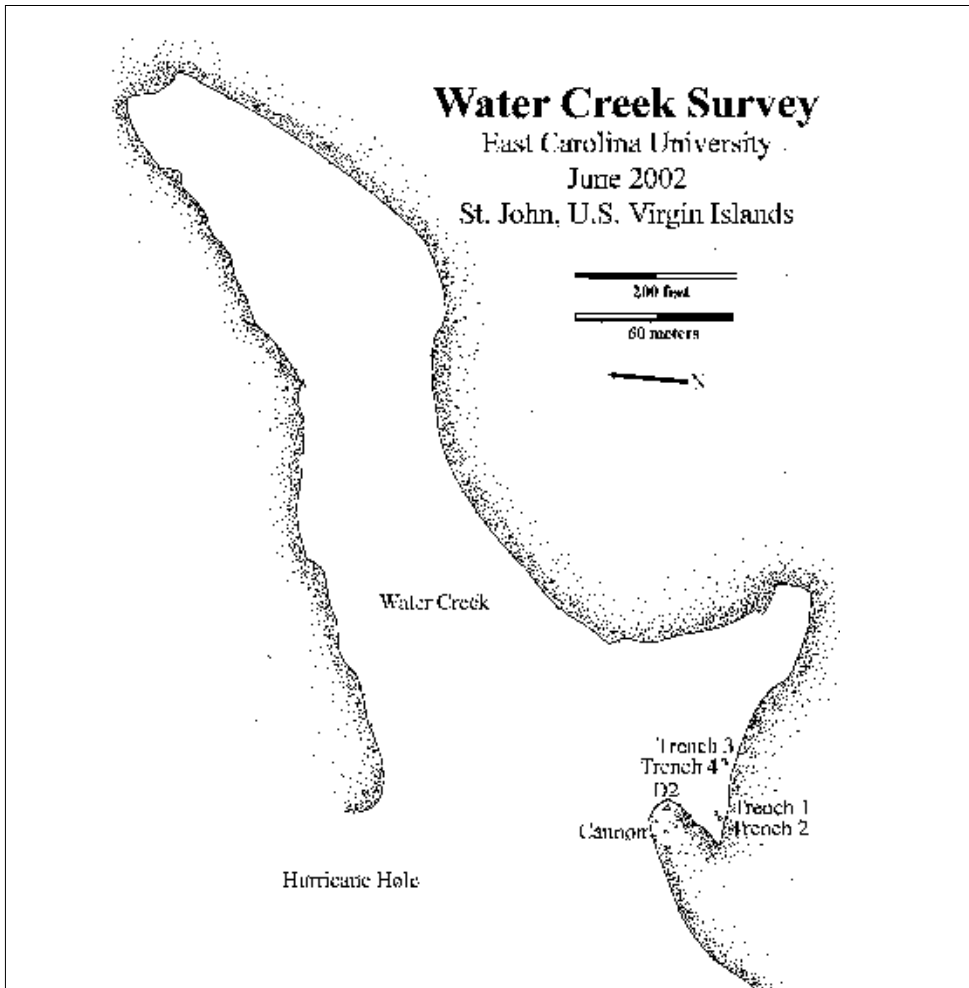 Water Creek Survey
East Carolina University
June 2002
St. John, U.S. Virgin Islands
200 feet
60 meters
N
Water Creek
Trench 3
Trench 4
D2
Trench 1
Cannon
Trench 2
Hurricane Hole